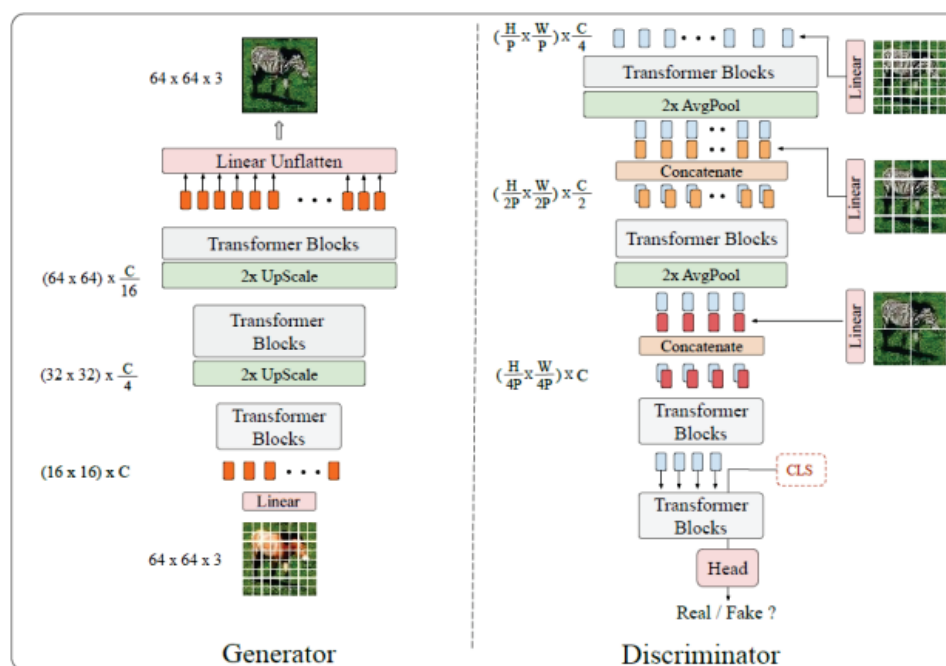 64 x 64 x 3
Linear Unflatten
Transformer Blocks
(64 x 64) x C/16
2x UpScale
Transformer
Blocks
(32 x 32) x C/4
2x UpScale
Transformer
Blocks
(16 x 16) x C
Linear
64 x 64 x 3
Generator
(H/P x W/P) x C/4
Linear
Transformer Blocks
2x AvgPool
Concatenate
Linear
(H/2P x W/2P) x C/2
Transformer Blocks
2x AvgPool
Linear
Concatenate
(H/4P x W/4P) x C
Transformer
Blocks
CLS
Transformer
Blocks
Head
Real / Fake ?
Discriminator